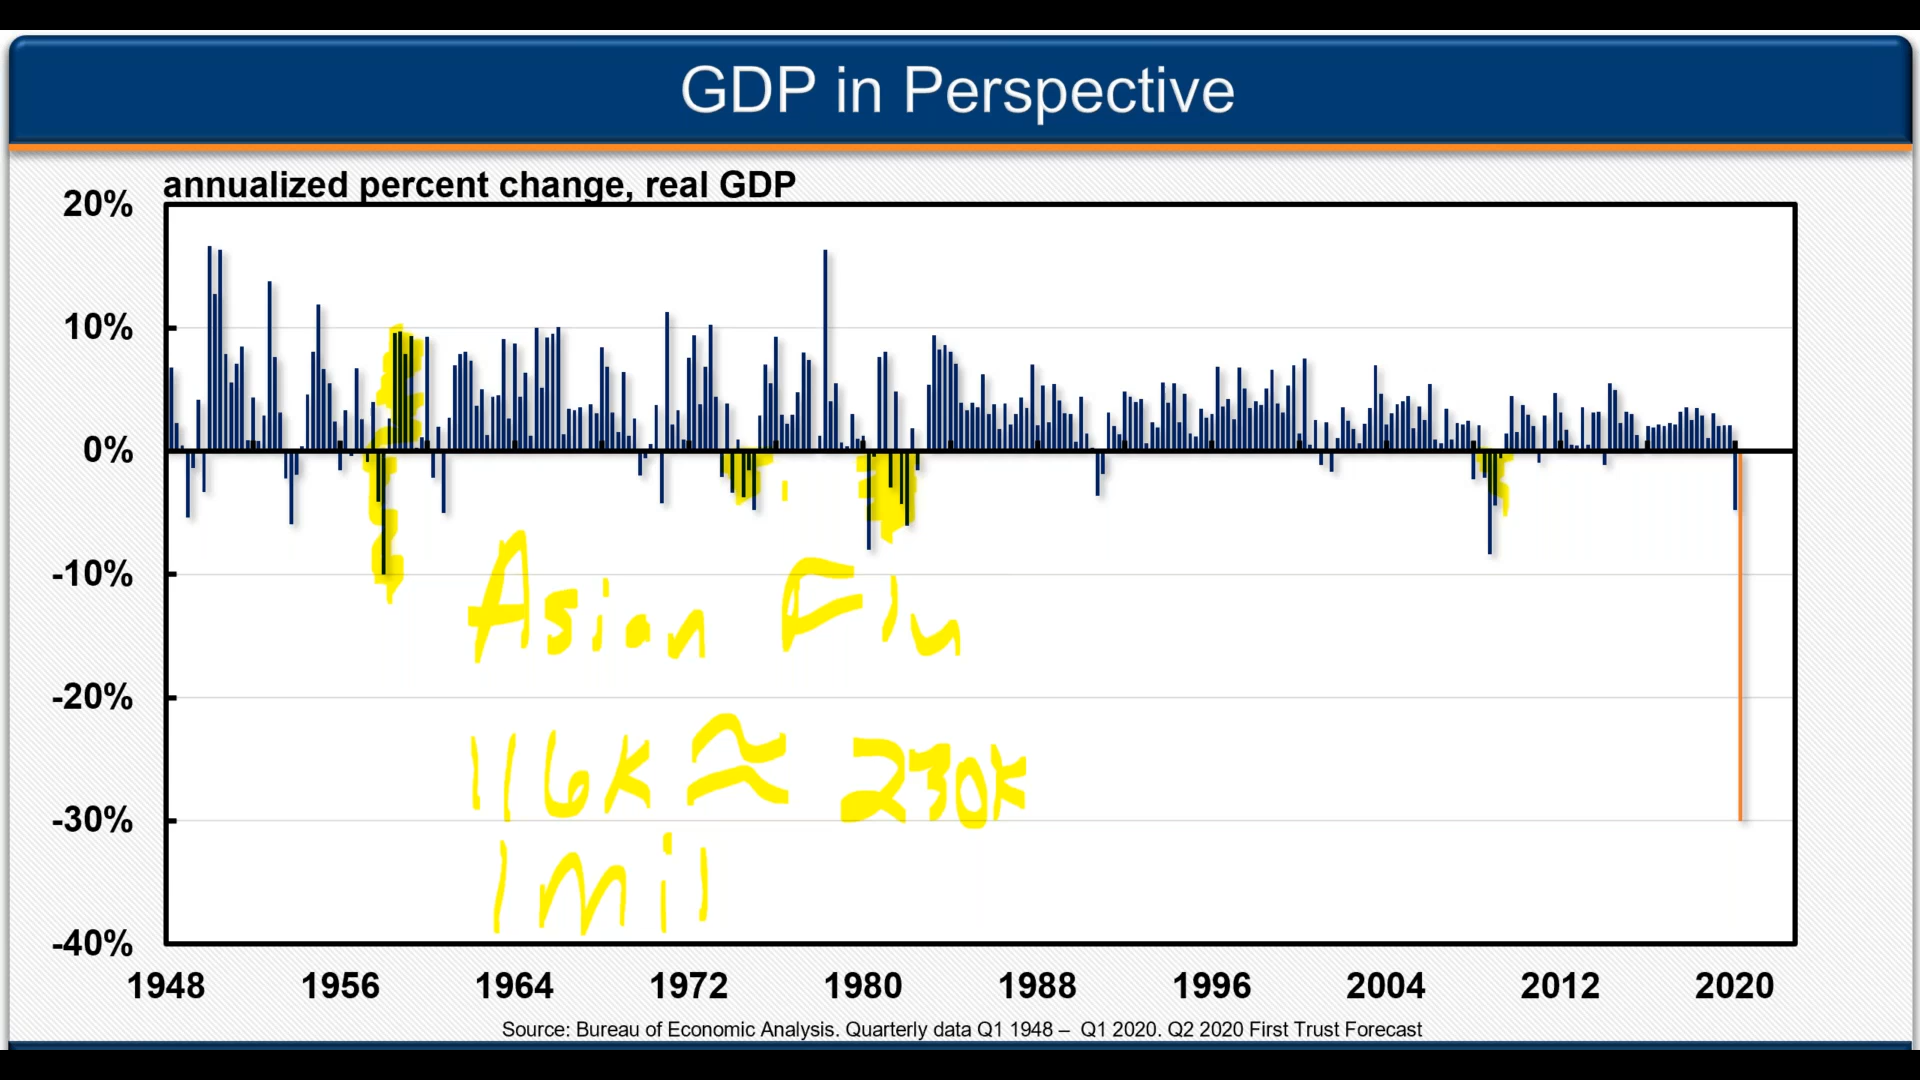 GDP in Perspective
annualized percent change, real GDP
20%
10%
0%
-10%
-20%
-30%
-40%
Asian Flu
116K ≈ 230K
1mil
1948 1956 1964 1972 1980 1988 1996 2004 2012 2020
Source: Bureau of Economic Analysis. Quarterly data Q1 1948 – Q1 2020. Q2 2020 First Trust Forecast